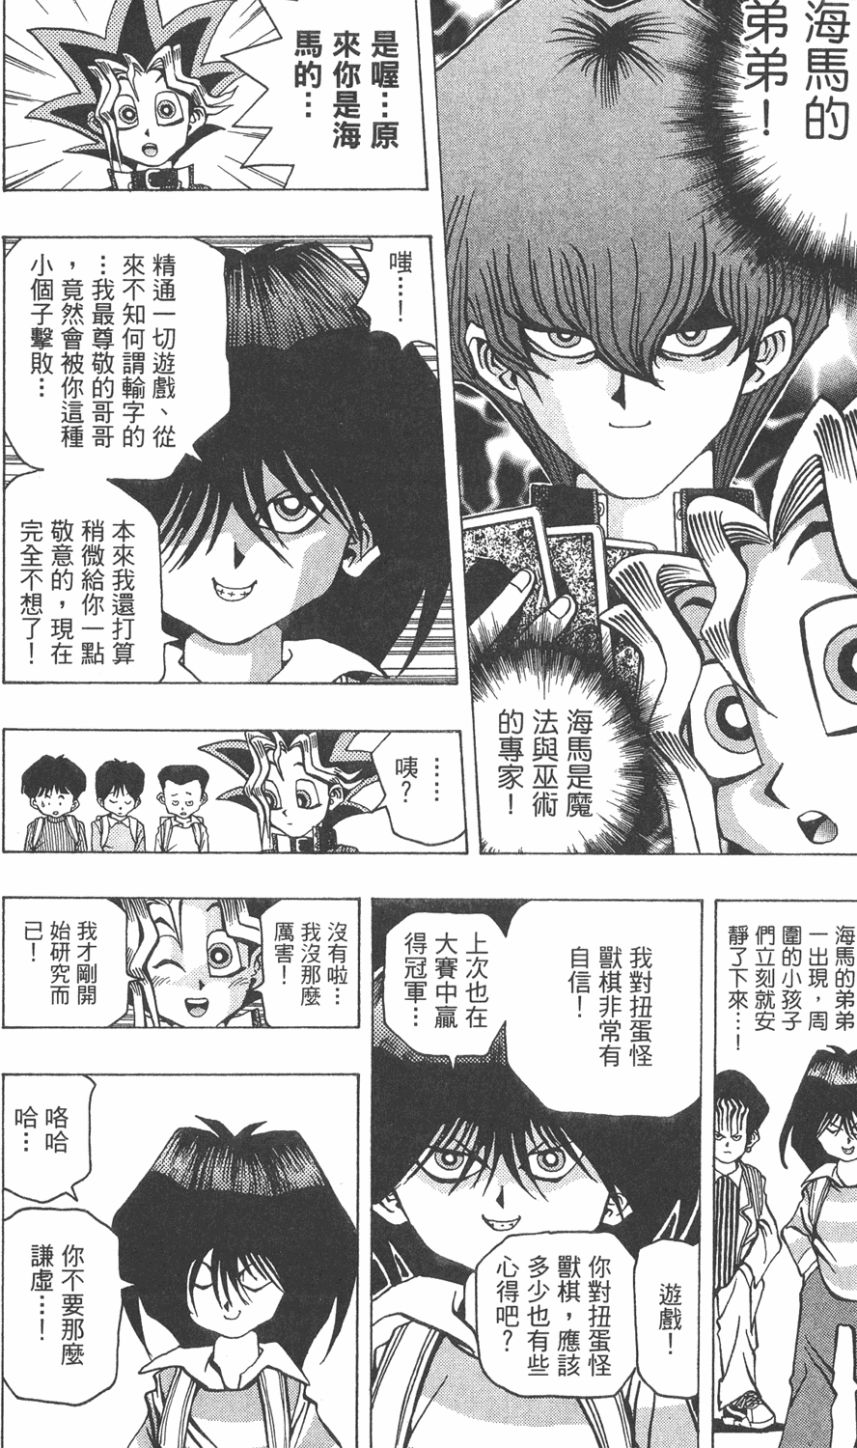 海馬的
弟弟！
海馬是魔
法與巫術
的專家！
是喔…原
來你是海
馬的…
嗤…！
精通一切遊戲、從
來不知何謂輸字的
…我最尊敬的哥哥
，竟然會被你這種
小個子擊敗…
本來我還打算
稍微給你一點
敬意的，現在
完全不想了！
……
咦？
海馬的弟弟
一出現，周
圍的小孩子
們立刻就安
靜了下來…！
我對扭蛋怪
獸棋非常有
自信！
上次也在
大賽中贏
得冠軍…
遊戲！
你對扭蛋怪
獸棋，應該
多少也有些
心得吧？
沒有啦…
我沒那麼
厲害！
我才剛開
始研究而
已！
咯哈
哈…
你不要那麼
謙虛…！